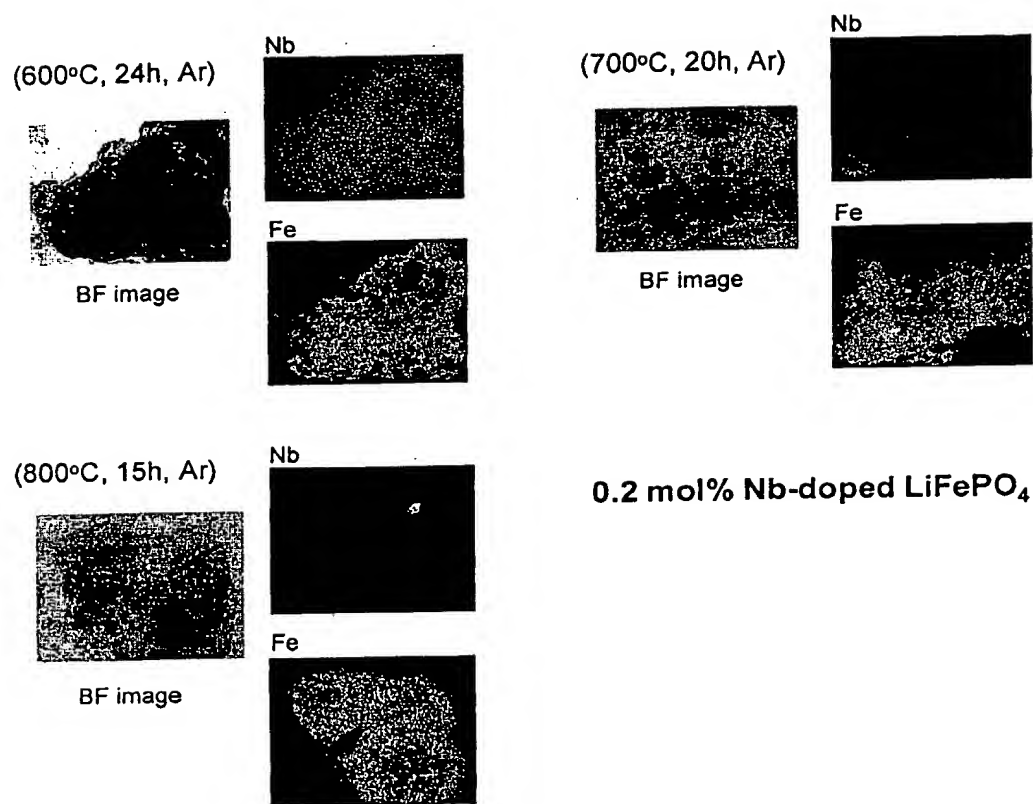 Nb
(600°C, 24h, Ar)
Fe
BF image
Nb
(700°C, 20h, Ar)
Fe
BF image
Nb
(800°C, 15h, Ar)
Fe
BF image
0.2 mol% Nb-doped LiFePO₄